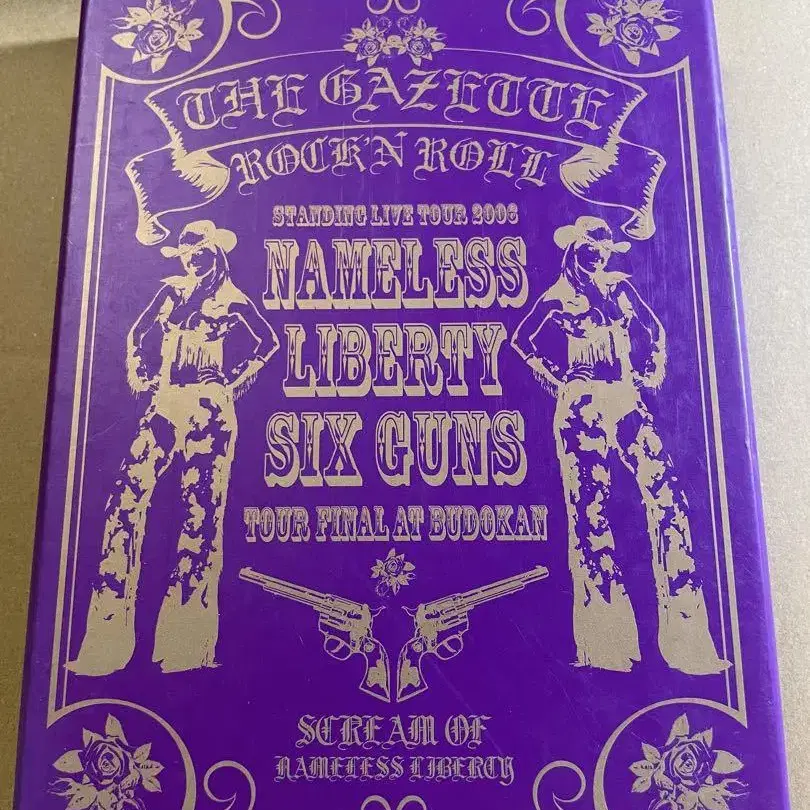 THE GAZETTE
ROCK'N ROLL
STANDING LIVE TOUR 2006
NAMELESS
LIBERTY
SIX GUNS
TOUR FINAL AT BUDOKAN
SCREAM OF
NAMELESS LIBERTY